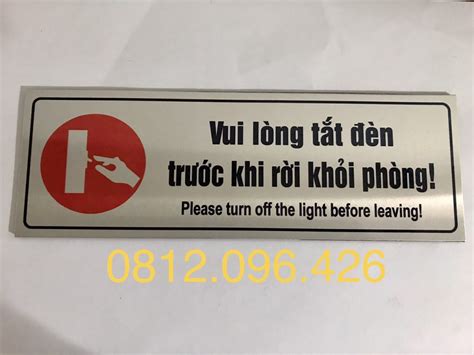 Vui lòng tắt đèn
trước khi rời khỏi phòng!
Please turn off the light before leaving!
0812.096.426